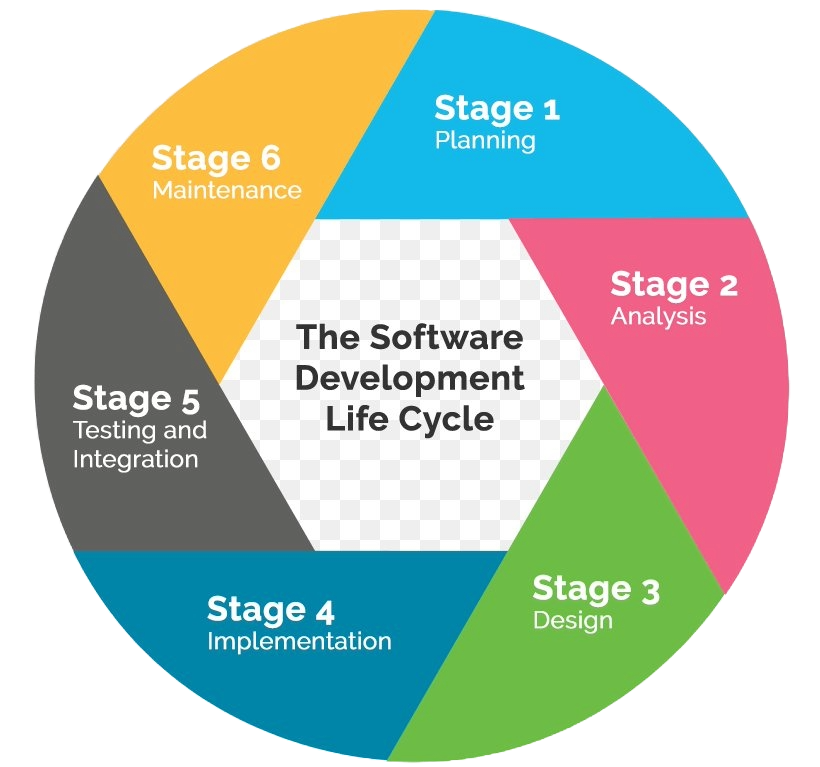 The Software
Development
Life Cycle
Stage 1
Planning
Stage 2
Analysis
Stage 3
Design
Stage 4
Implementation
Stage 5
Testing and
Integration
Stage 6
Maintenance